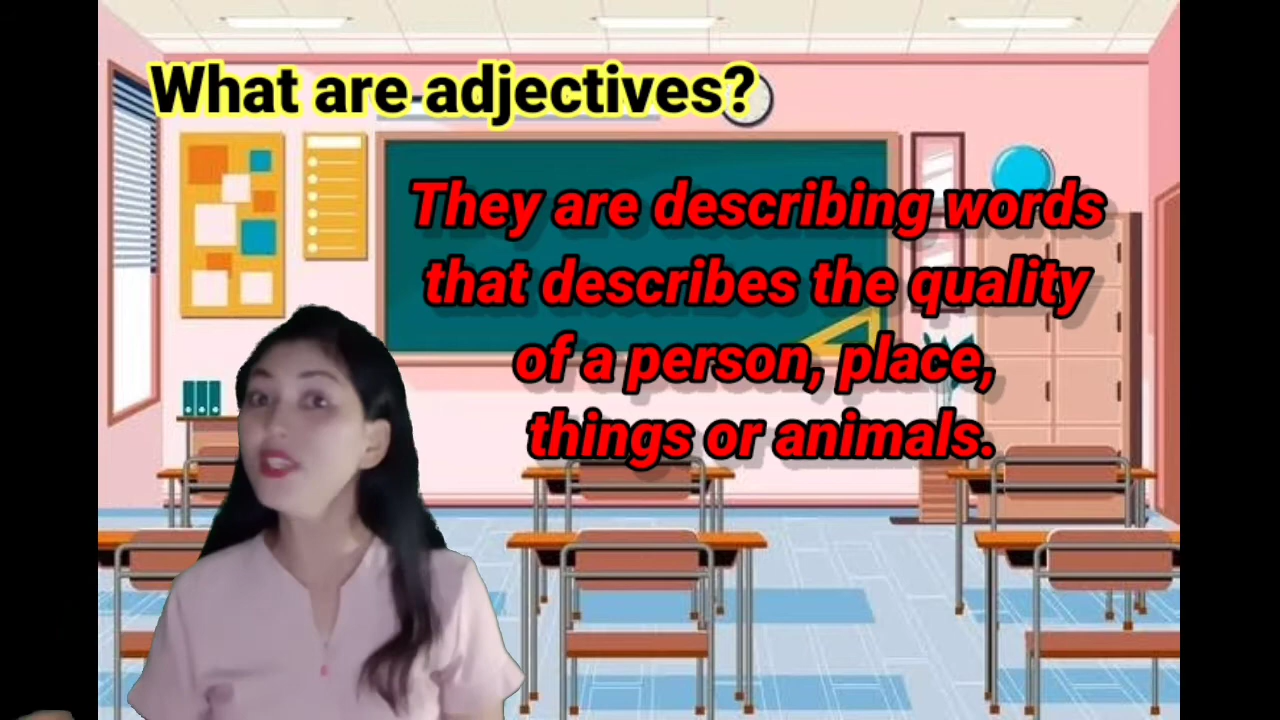 What are adjectives?
They are describing words
that describes the quality
of a person, place,
things or animals.